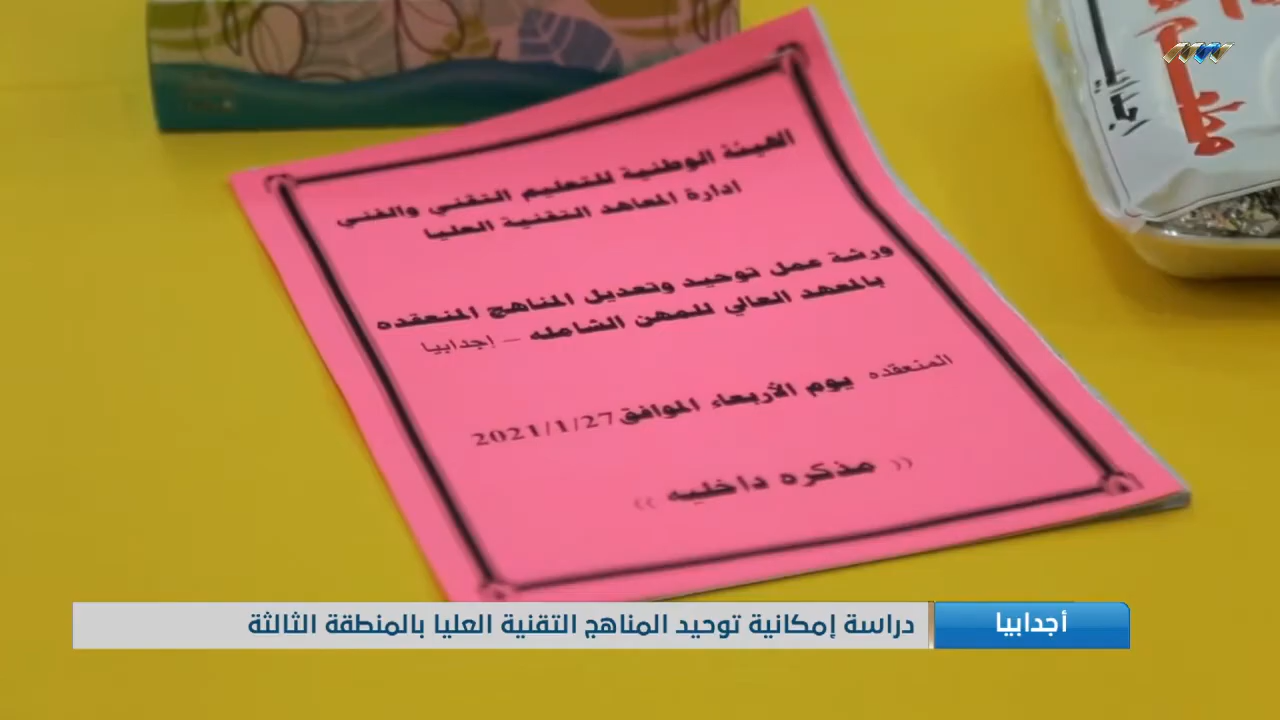 الهيئة الوطنية للتعليم التقني والفني
ادارة المعاهد التقنية العليا
ورشة عمل توحيد وتعديل المناهج المنعقده
بالمعهد العالي للمهن الشامله – إجدابيا
المنعقده يوم الأربعاء الموافق 2021/1/27
(( مذكره داخليه ))
أجدابيا
دراسة إمكانية توحيد المناهج التقنية العليا بالمنطقة الثالثة